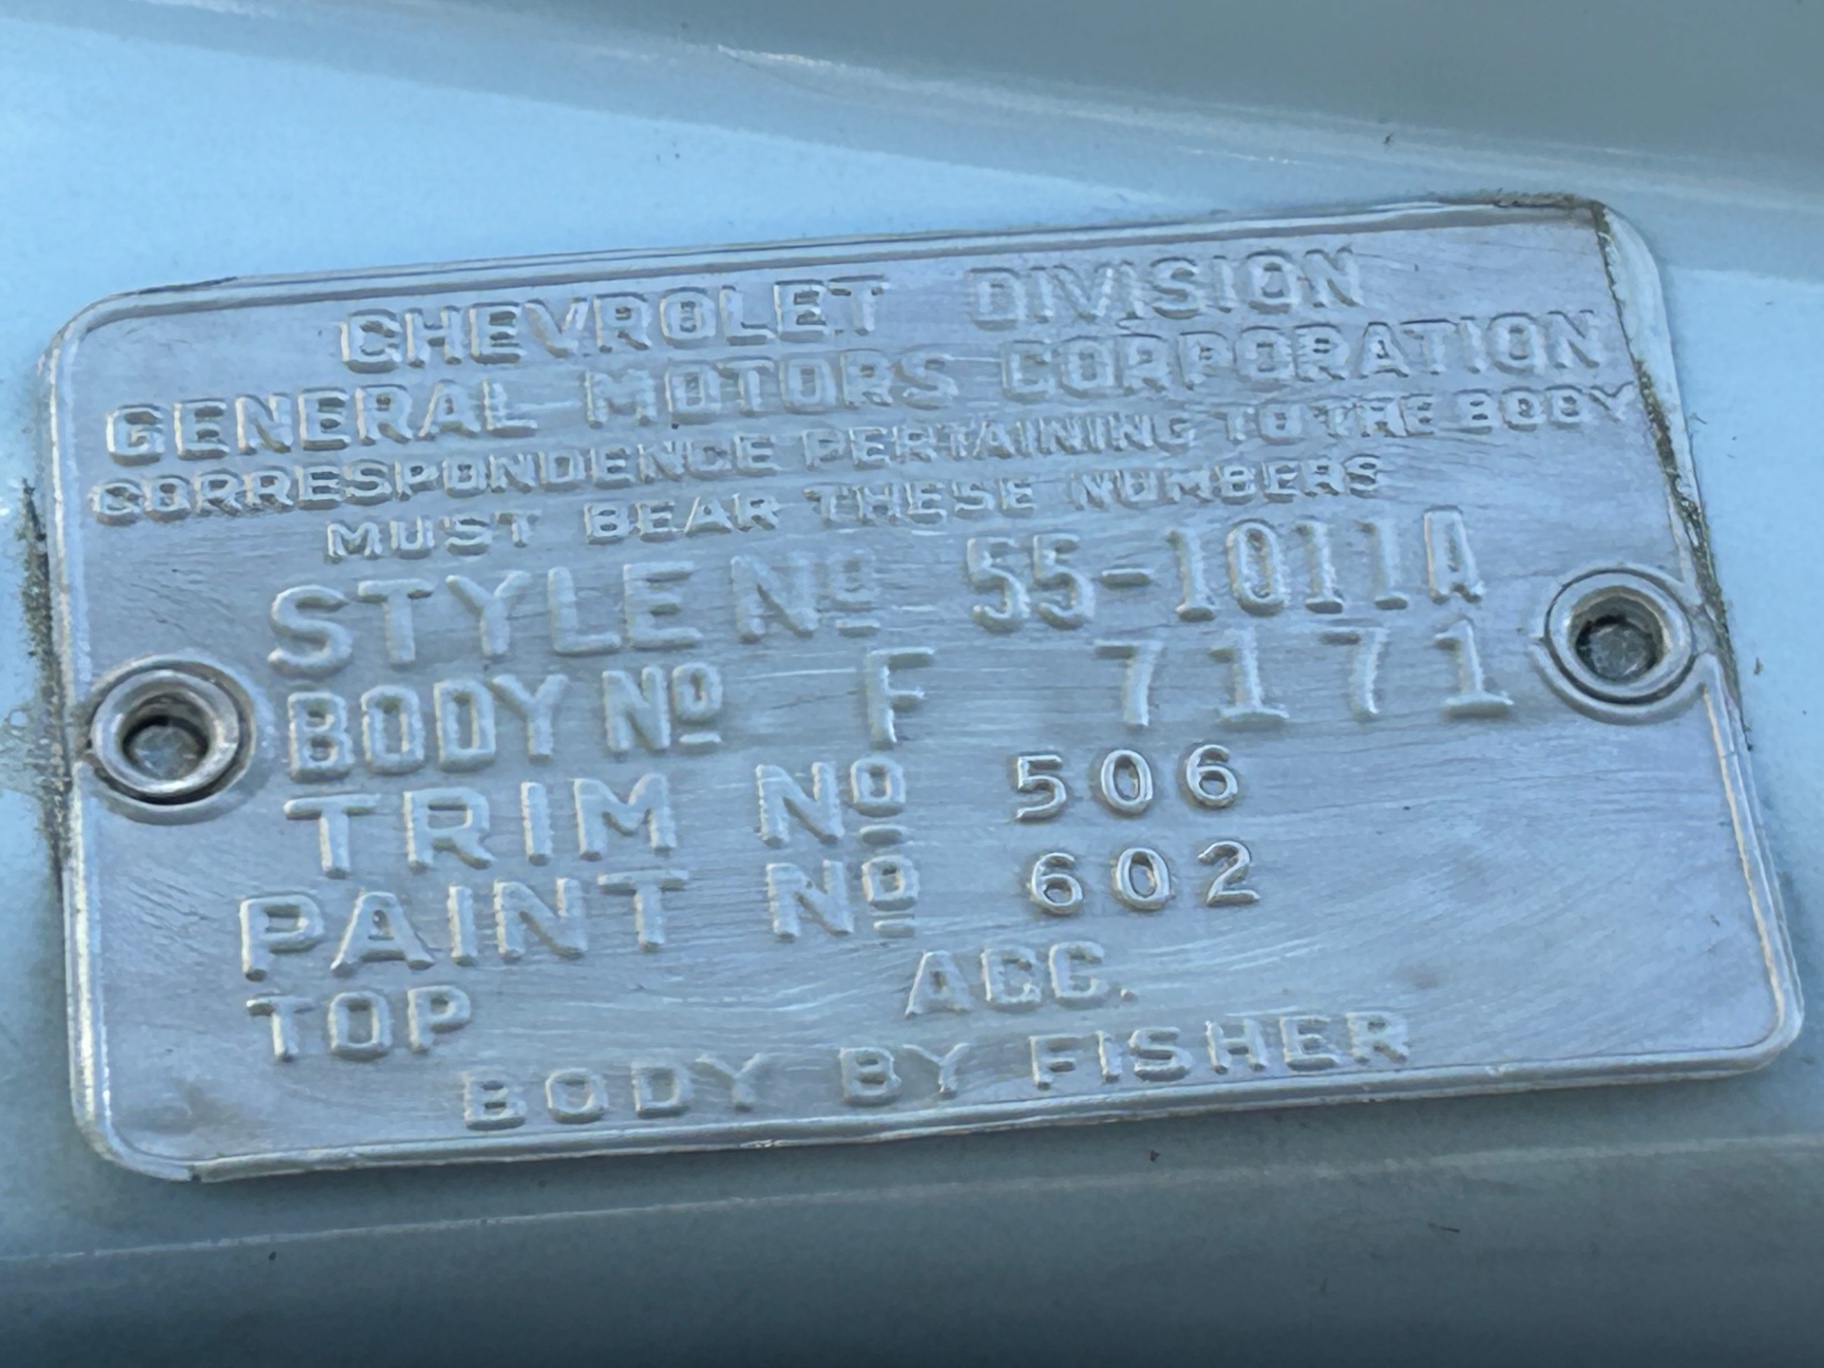 CHEVROLET DIVISION
GENERAL MOTORS CORPORATION
CORRESPONDENCE PERTAINING TO THE BODY
MUST BEAR THESE NUMBERS
STYLE Nº 55-1011A
BODY Nº F 7171
TRIM Nº 506
PAINT Nº 602
TOP ACC.
BODY BY FISHER